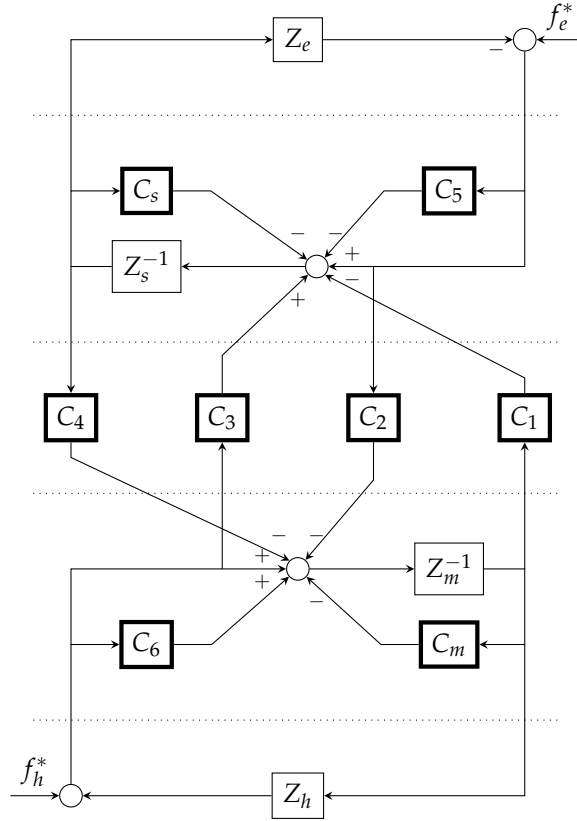 f_e^*
Z_e
−
C_s
C_5
− −
+
Z_s^{-1}
−
+
C_4 C_3 C_2 C_1
− −
+
+
Z_m^{-1}
−
C_6
C_m
f_h^*
Z_h